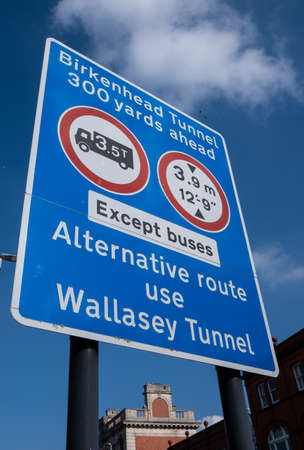 Birkenhead Tunnel
300 yards ahead
3.5T
3.9 m
12'-9"
Except buses
Alternative route
use
Wallasey Tunnel